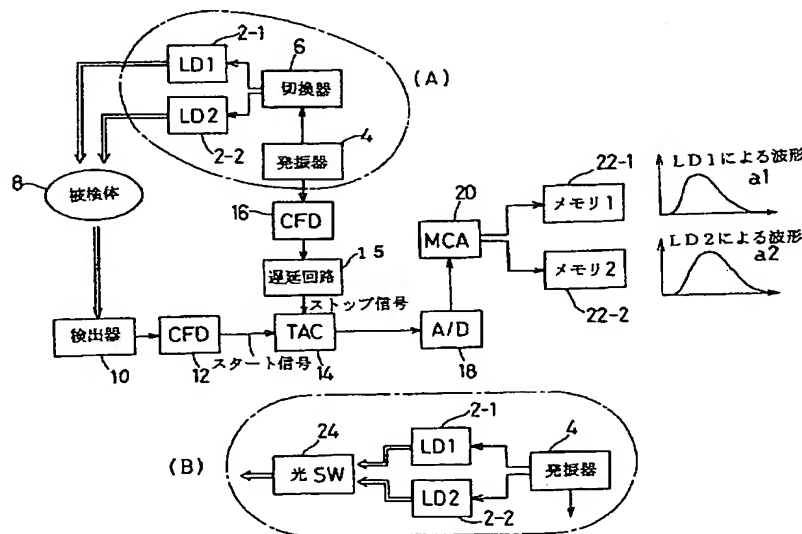 2-1
LD1
6
切換器
(A)
LD2
2-2
4
発振器
8
被検体
16
CFD
15
遅延回路
ストップ信号
20
MCA
22-1
メモリ1
LD1による波形
a1
メモリ2
22-2
LD2による波形
a2
検出器
10
CFD
12
スタート信号
TAC
14
A/D
18
(B)
24
光SW
2-1
LD1
LD2
2-2
4
発振器